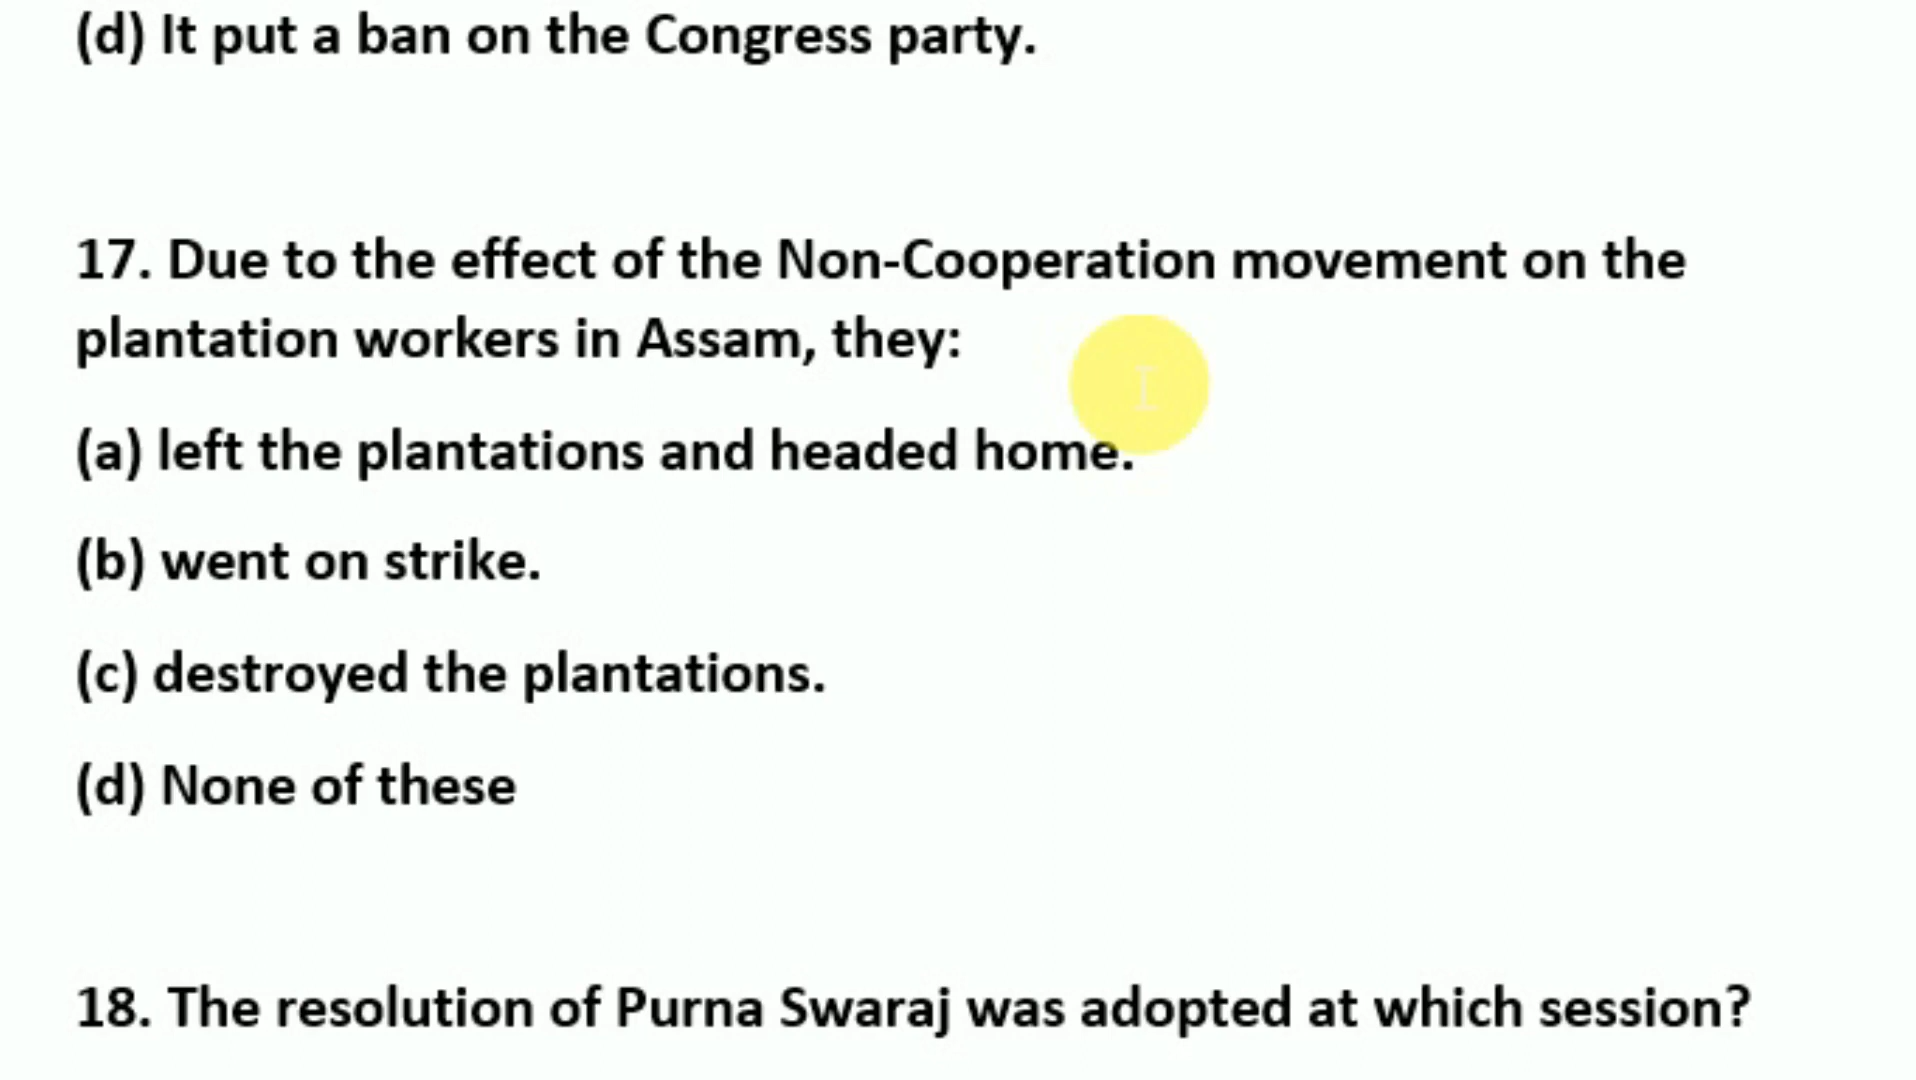 (d) It put a ban on the Congress party.
17. Due to the effect of the Non-Cooperation movement on the
plantation workers in Assam, they:
(a) left the plantations and headed home.
(b) went on strike.
(c) destroyed the plantations.
(d) None of these
18. The resolution of Purna Swaraj was adopted at which session?